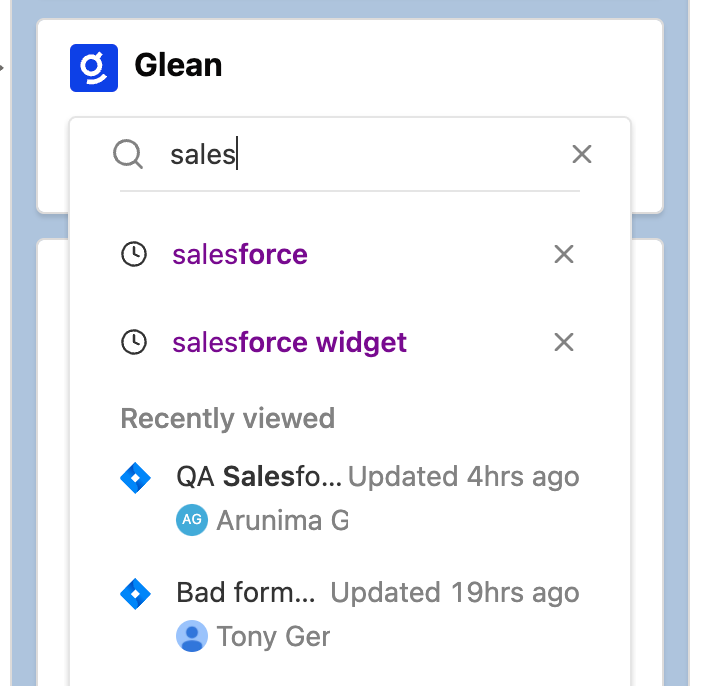 Glean
sales
salesforce
salesforce widget
Recently viewed
QA Salesfo... Updated 4hrs ago
AG Arunima G
Bad form... Updated 19hrs ago
Tony Ger